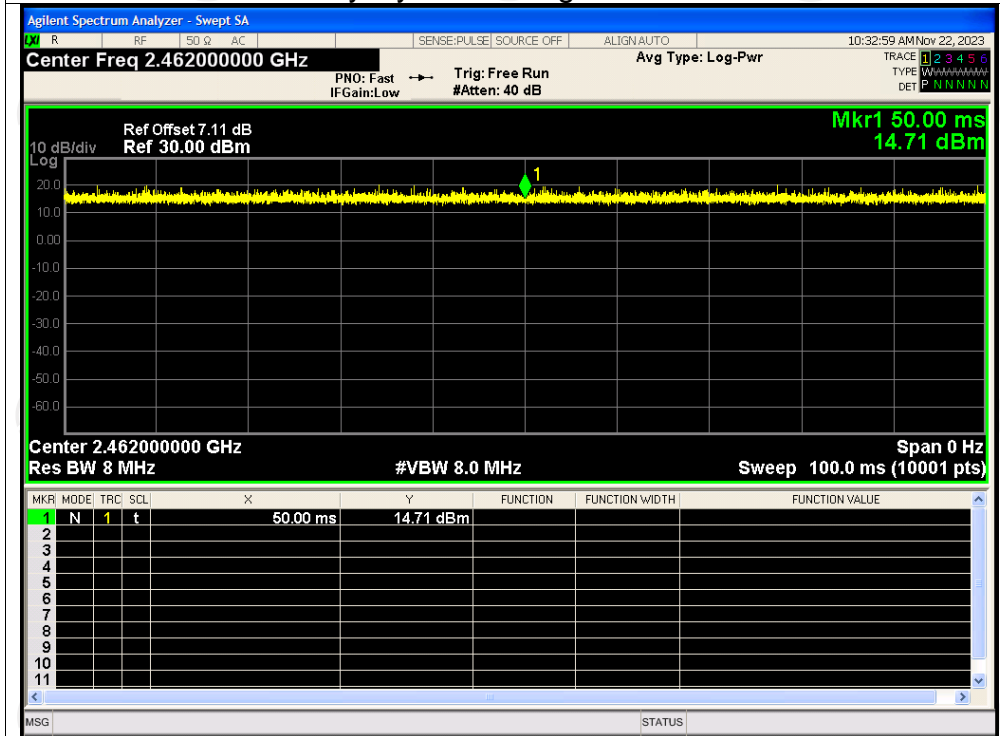 Agilent Spectrum Analyzer - Swept SA
LXI R RF 50 Ω AC SENSE:PULSE SOURCE OFF ALIGN AUTO 10:32:59 AM Nov 22, 2023
Center Freq 2.462000000 GHz Avg Type: Log-Pwr TRACE 1 2 3 4 5 6
PNO: Fast Trig: Free Run TYPE WWWWWW
IFGain:Low #Atten: 40 dB DET P N N N N N
Mkr1 50.00 ms
Ref Offset 7.11 dB
10 dB/div Ref 30.00 dBm 14.71 dBm
Log
1
20.0
10.0
0.00
-10.0
-20.0
-30.0
-40.0
-50.0
-60.0
Center 2.462000000 GHz Span 0 Hz
Res BW 8 MHz #VBW 8.0 MHz Sweep 100.0 ms (10001 pts)
MKR MODE TRC SCL X Y FUNCTION FUNCTION WIDTH FUNCTION VALUE
1 N 1 t 50.00 ms 14.71 dBm
2
3
4
5
6
7
8
9
10
11
MSG STATUS